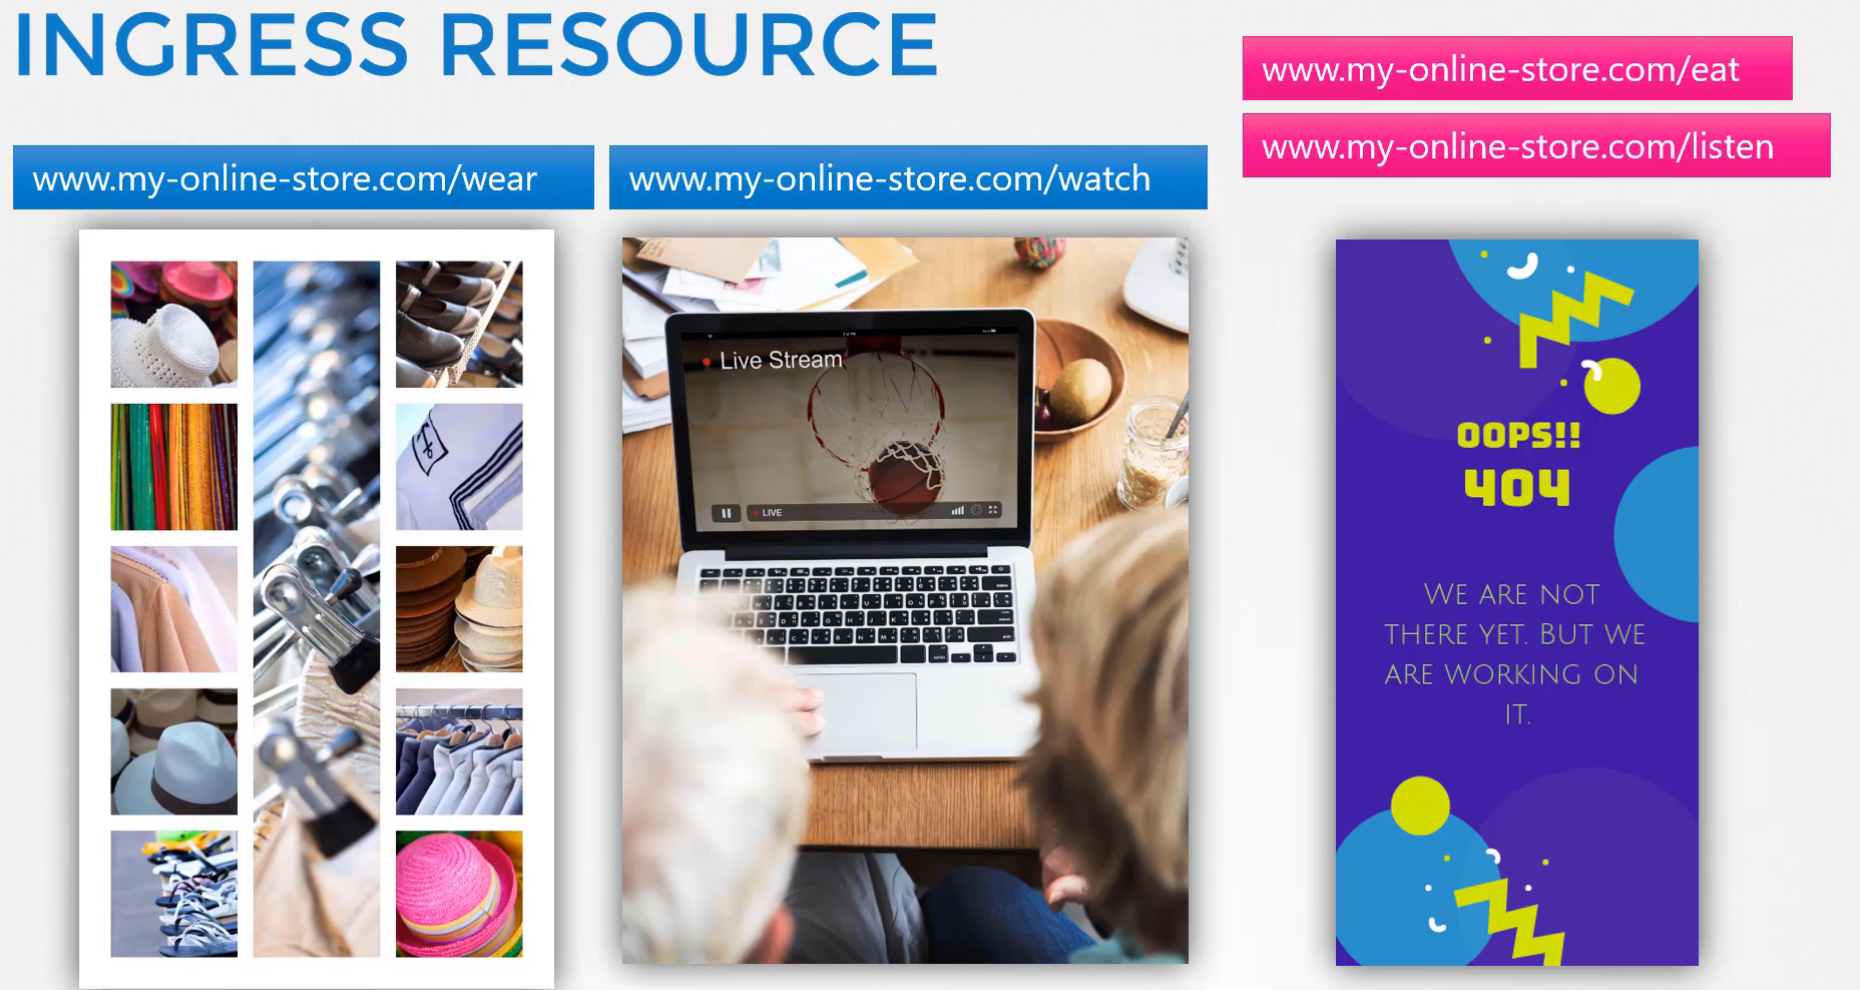 INGRESS RESOURCE
www.my-online-store.com/eat
www.my-online-store.com/listen
www.my-online-store.com/wear
www.my-online-store.com/watch
Live Stream
LIVE
OOPS!!
404
WE ARE NOT
THERE YET. BUT WE
ARE WORKING ON
IT.